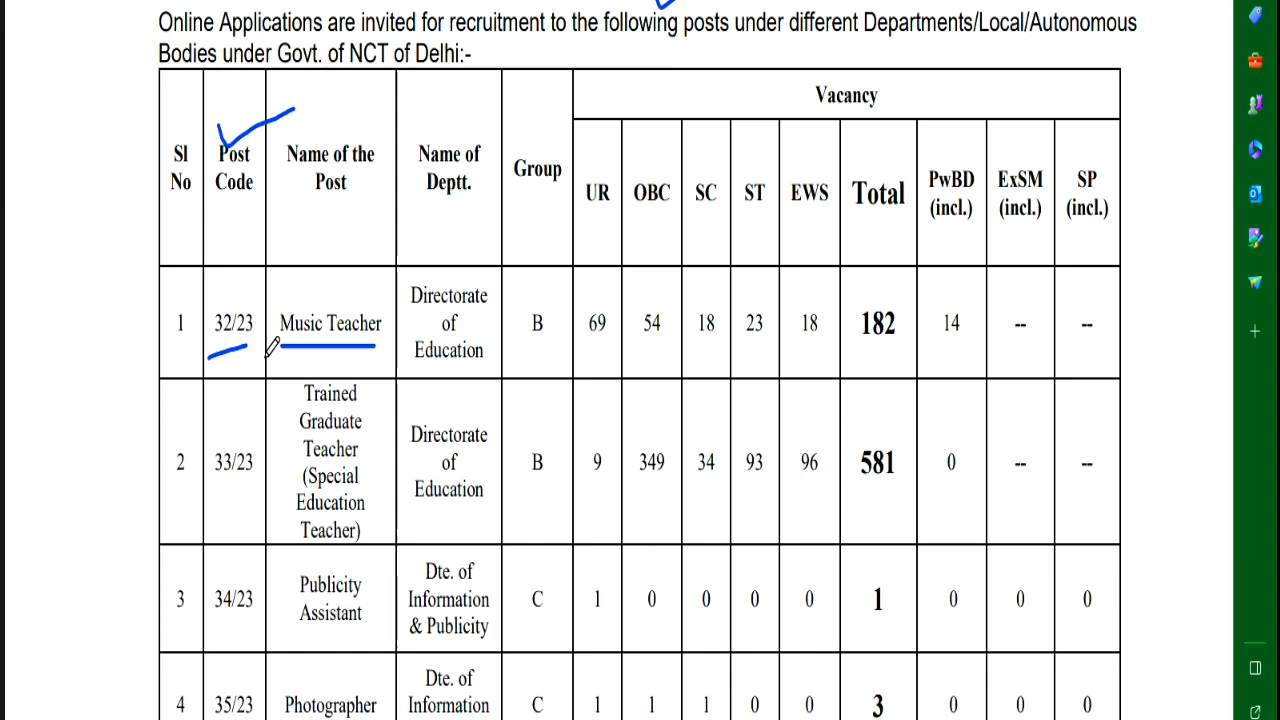 Online Applications are invited for recruitment to the following posts under different Departments/Local/Autonomous
Bodies under Govt. of NCT of Delhi:-
Sl No | Post Code | Name of the Post | Name of Deptt. | Group | Vacancy
UR | OBC | SC | ST | EWS | Total | PwBD (incl.) | ExSM (incl.) | SP (incl.)
1 | 32/23 | Music Teacher | Directorate of Education | B | 69 | 54 | 18 | 23 | 18 | 182 | 14 | -- | --
2 | 33/23 | Trained Graduate Teacher (Special Education Teacher) | Directorate of Education | B | 9 | 349 | 34 | 93 | 96 | 581 | 0 | -- | --
3 | 34/23 | Publicity Assistant | Dte. of Information & Publicity | C | 1 | 0 | 0 | 0 | 0 | 1 | 0 | 0 | 0
4 | 35/23 | Photographer | Dte. of Information | C | 1 | 1 | 1 | 0 | 0 | 3 | 0 | 0 | 0